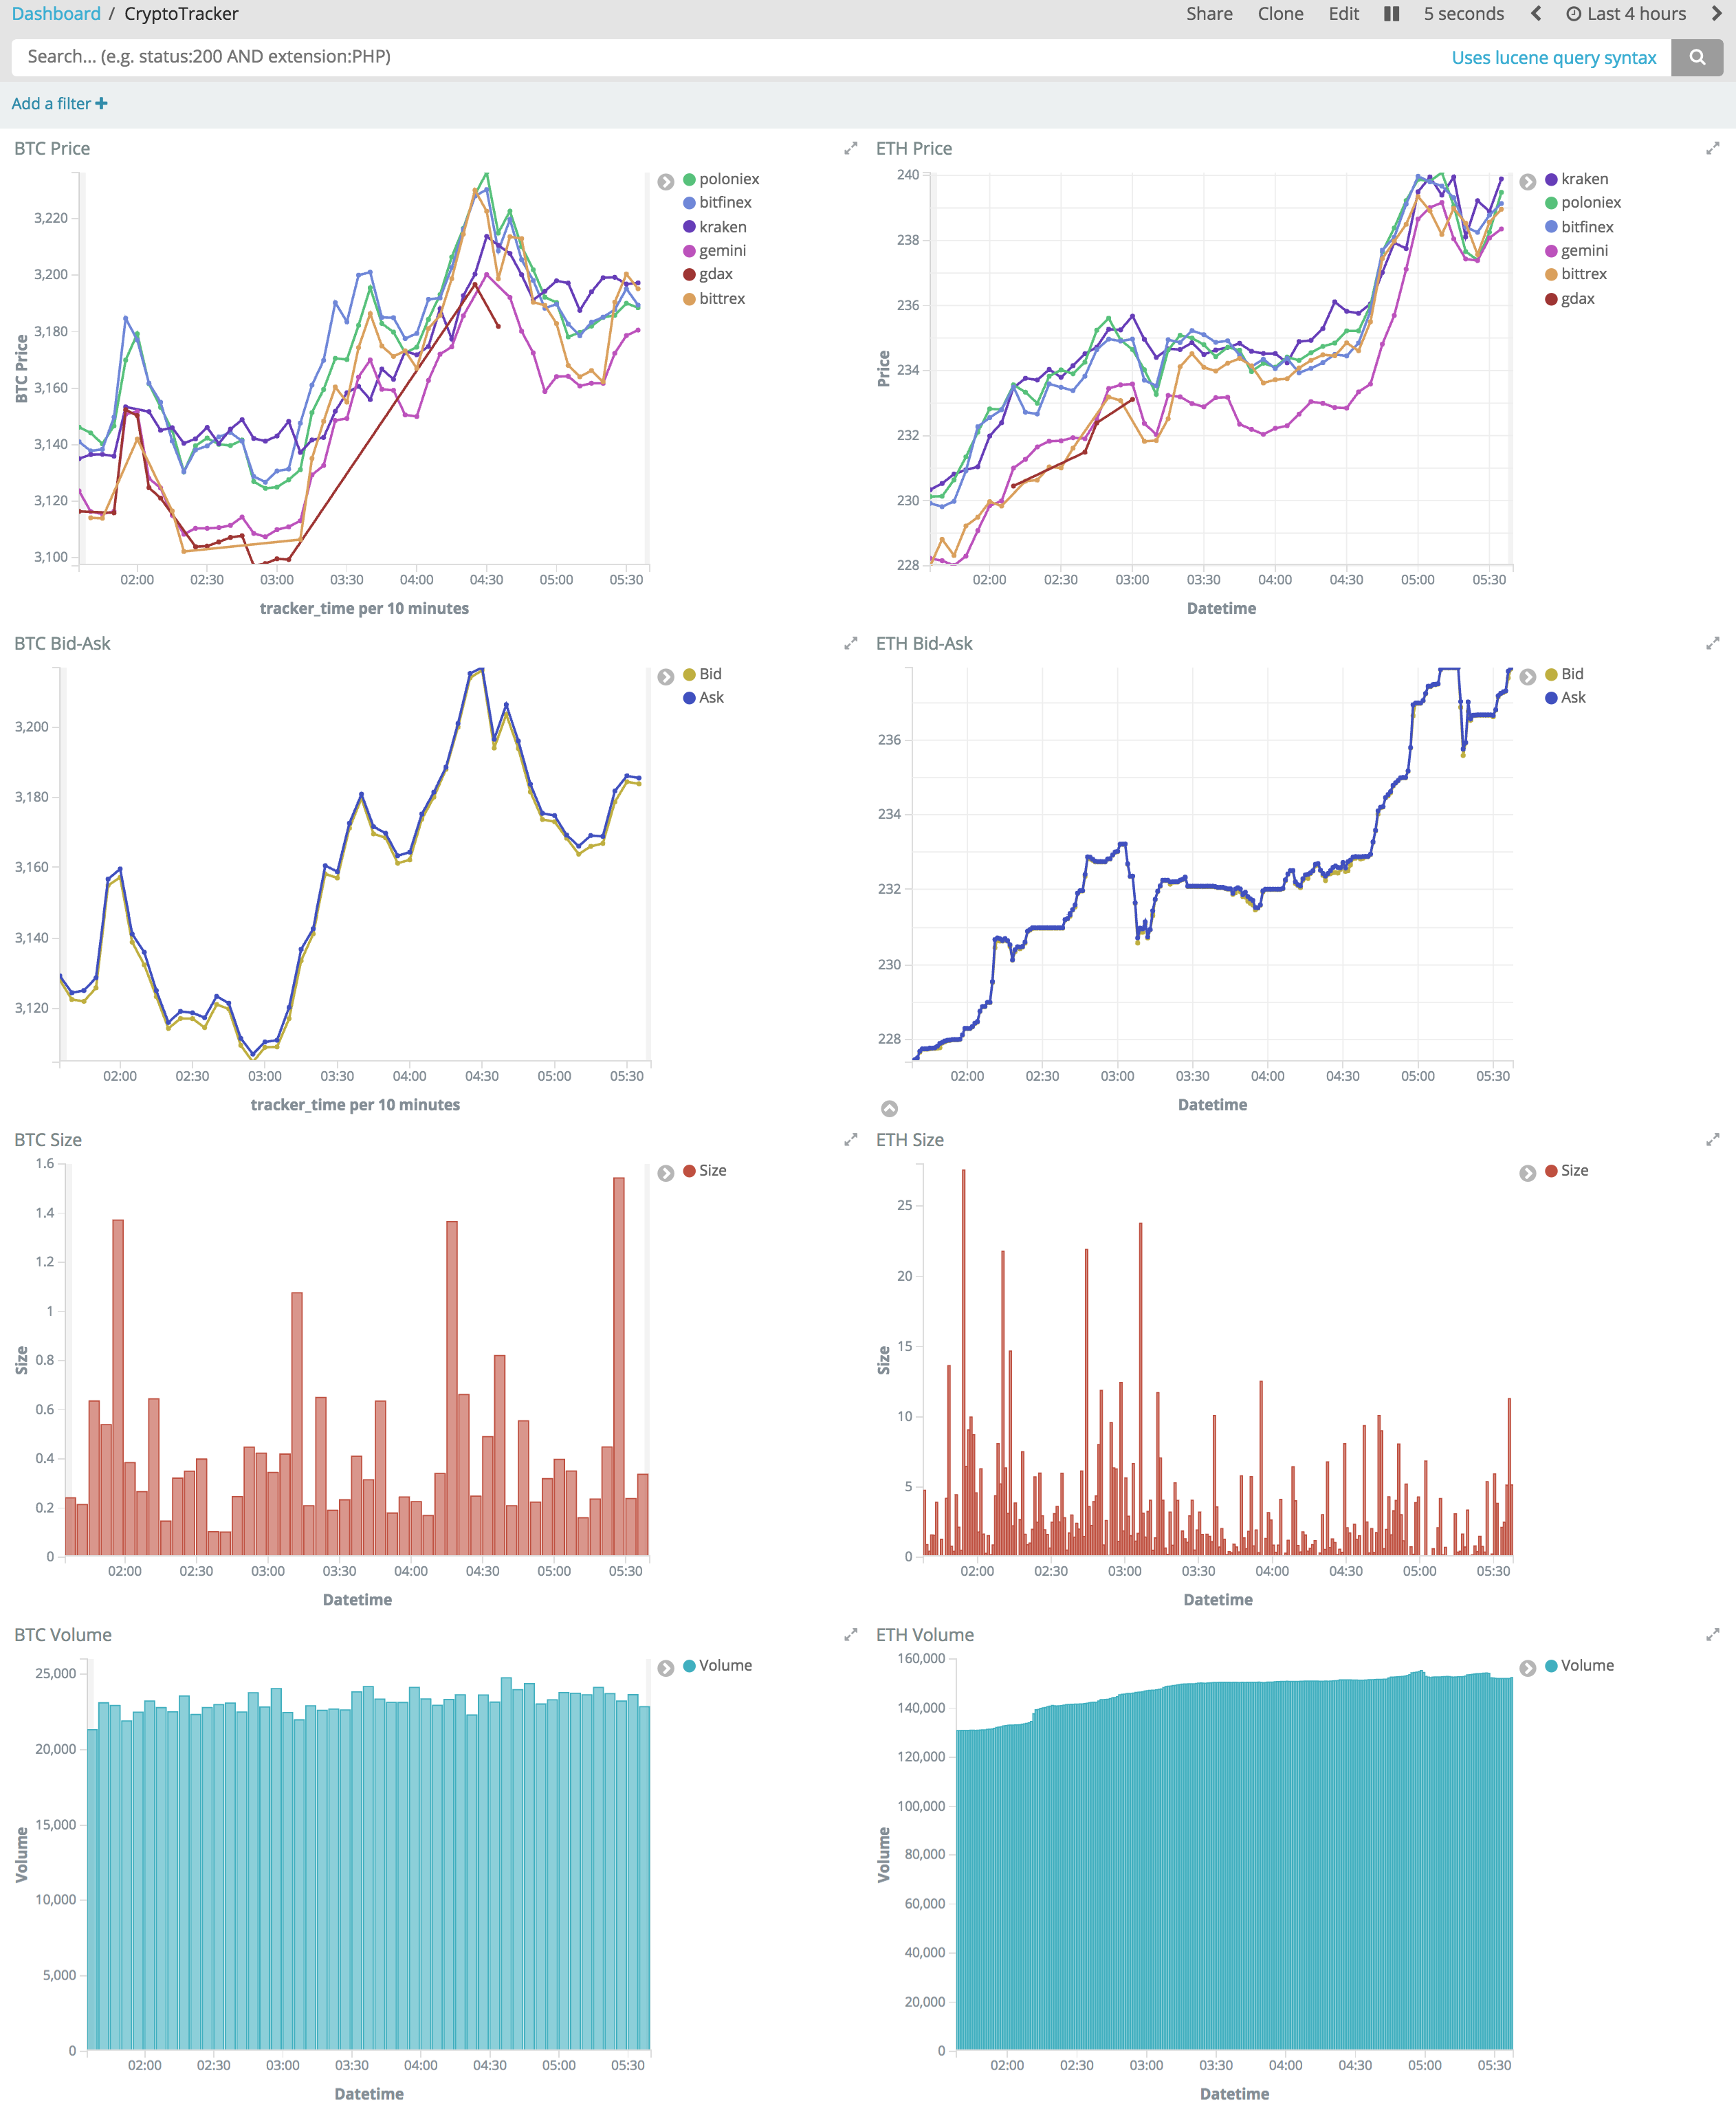 Dashboard / CryptoTracker
Share Clone Edit 5 seconds Last 4 hours
Search... (e.g. status:200 AND extension:PHP)
Uses lucene query syntax
Add a filter +
BTC Price
BTC Price
3,220
3,200
3,180
3,160
3,140
3,120
3,100
02:00 02:30 03:00 03:30 04:00 04:30 05:00 05:30
tracker_time per 10 minutes
poloniex
bitfinex
kraken
gemini
gdax
bittrex
ETH Price
Price
240
238
236
234
232
230
228
02:00 02:30 03:00 03:30 04:00 04:30 05:00 05:30
Datetime
kraken
poloniex
bitfinex
gemini
bittrex
gdax
BTC Bid-Ask
3,200
3,180
3,160
3,140
3,120
02:00 02:30 03:00 03:30 04:00 04:30 05:00 05:30
tracker_time per 10 minutes
Bid
Ask
ETH Bid-Ask
236
234
232
230
228
02:00 02:30 03:00 03:30 04:00 04:30 05:00 05:30
Datetime
Bid
Ask
BTC Size
Size
1.6
1.4
1.2
1
0.8
0.6
0.4
0.2
0
02:00 02:30 03:00 03:30 04:00 04:30 05:00 05:30
Datetime
Size
ETH Size
Size
25
20
15
10
5
0
02:00 02:30 03:00 03:30 04:00 04:30 05:00 05:30
Datetime
Size
BTC Volume
Volume
25,000
20,000
15,000
10,000
5,000
0
02:00 02:30 03:00 03:30 04:00 04:30 05:00 05:30
Datetime
Volume
ETH Volume
Volume
160,000
140,000
120,000
100,000
80,000
60,000
40,000
20,000
0
02:00 02:30 03:00 03:30 04:00 04:30 05:00 05:30
Datetime
Volume